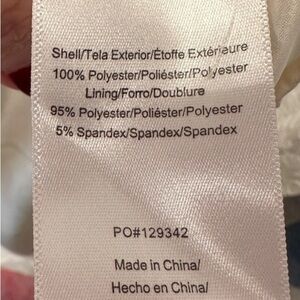 Shell/Tela Exterior/Étoffe Extérieure
100% Polyester/Poliéster/Polyester
Lining/Forro/Doublure
95% Polyester/Poliéster/Polyester
5% Spandex/Spandex/Spandex
PO#129342
Made in China/
Hecho en China/